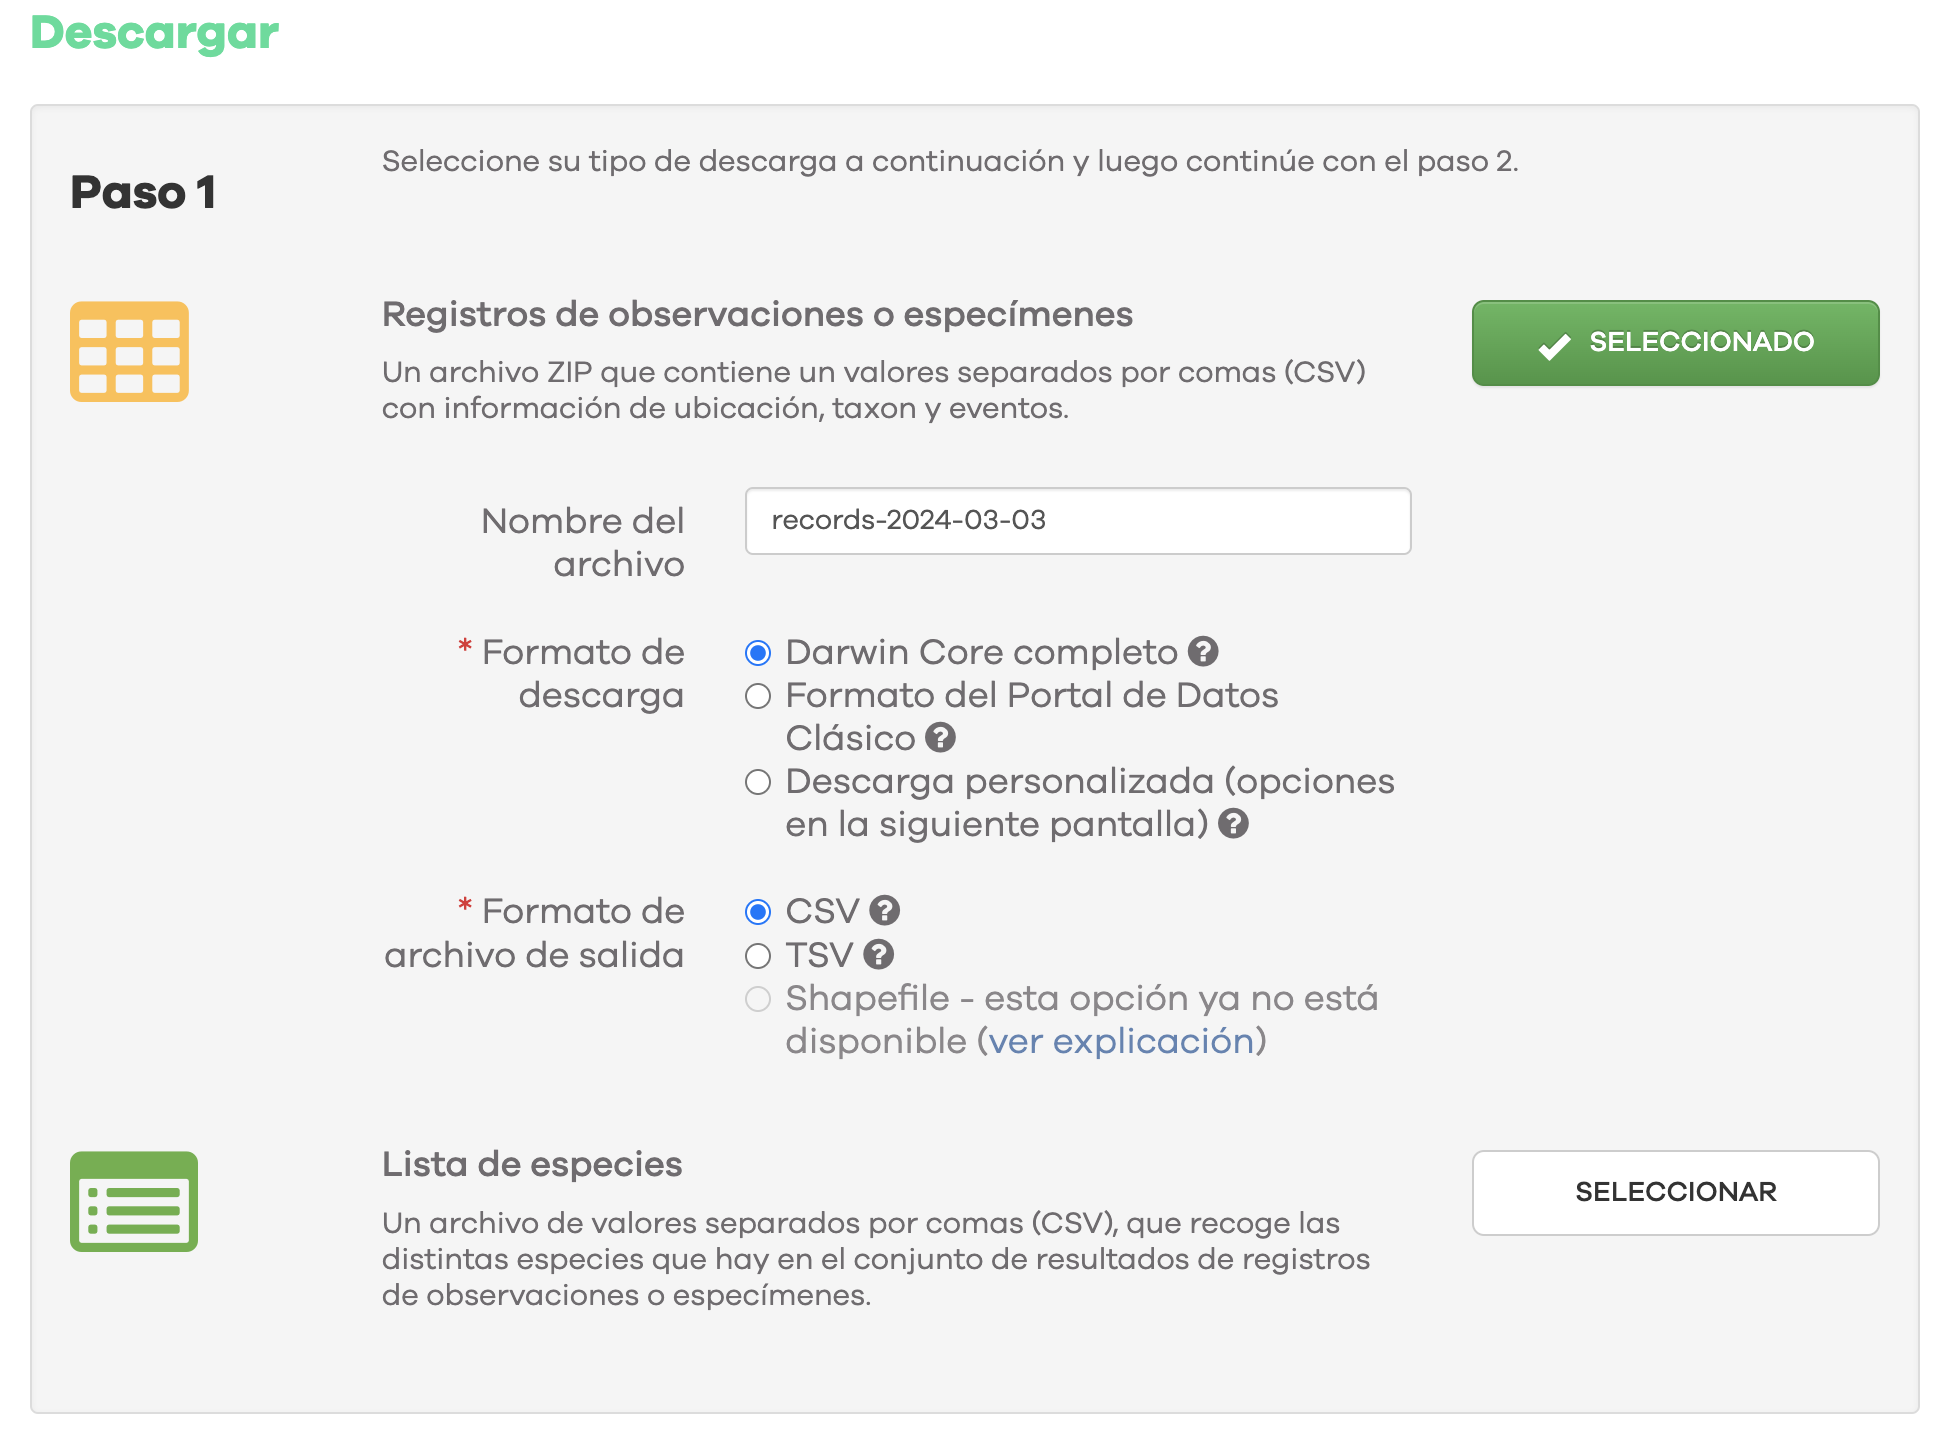 Descargar
Paso 1
Seleccione su tipo de descarga a continuación y luego continúe con el paso 2.
Registros de observaciones o especímenes
Un archivo ZIP que contiene un valores separados por comas (CSV)
con información de ubicación, taxon y eventos.
SELECCIONADO
Nombre del
archivo
records-2024-03-03
* Formato de
descarga
Darwin Core completo ?
Formato del Portal de Datos
Clásico ?
Descarga personalizada (opciones
en la siguiente pantalla) ?
* Formato de
archivo de salida
CSV ?
TSV ?
Shapefile - esta opción ya no está
disponible (ver explicación)
Lista de especies
Un archivo de valores separados por comas (CSV), que recoge las
distintas especies que hay en el conjunto de resultados de registros
de observaciones o especímenes.
SELECCIONAR